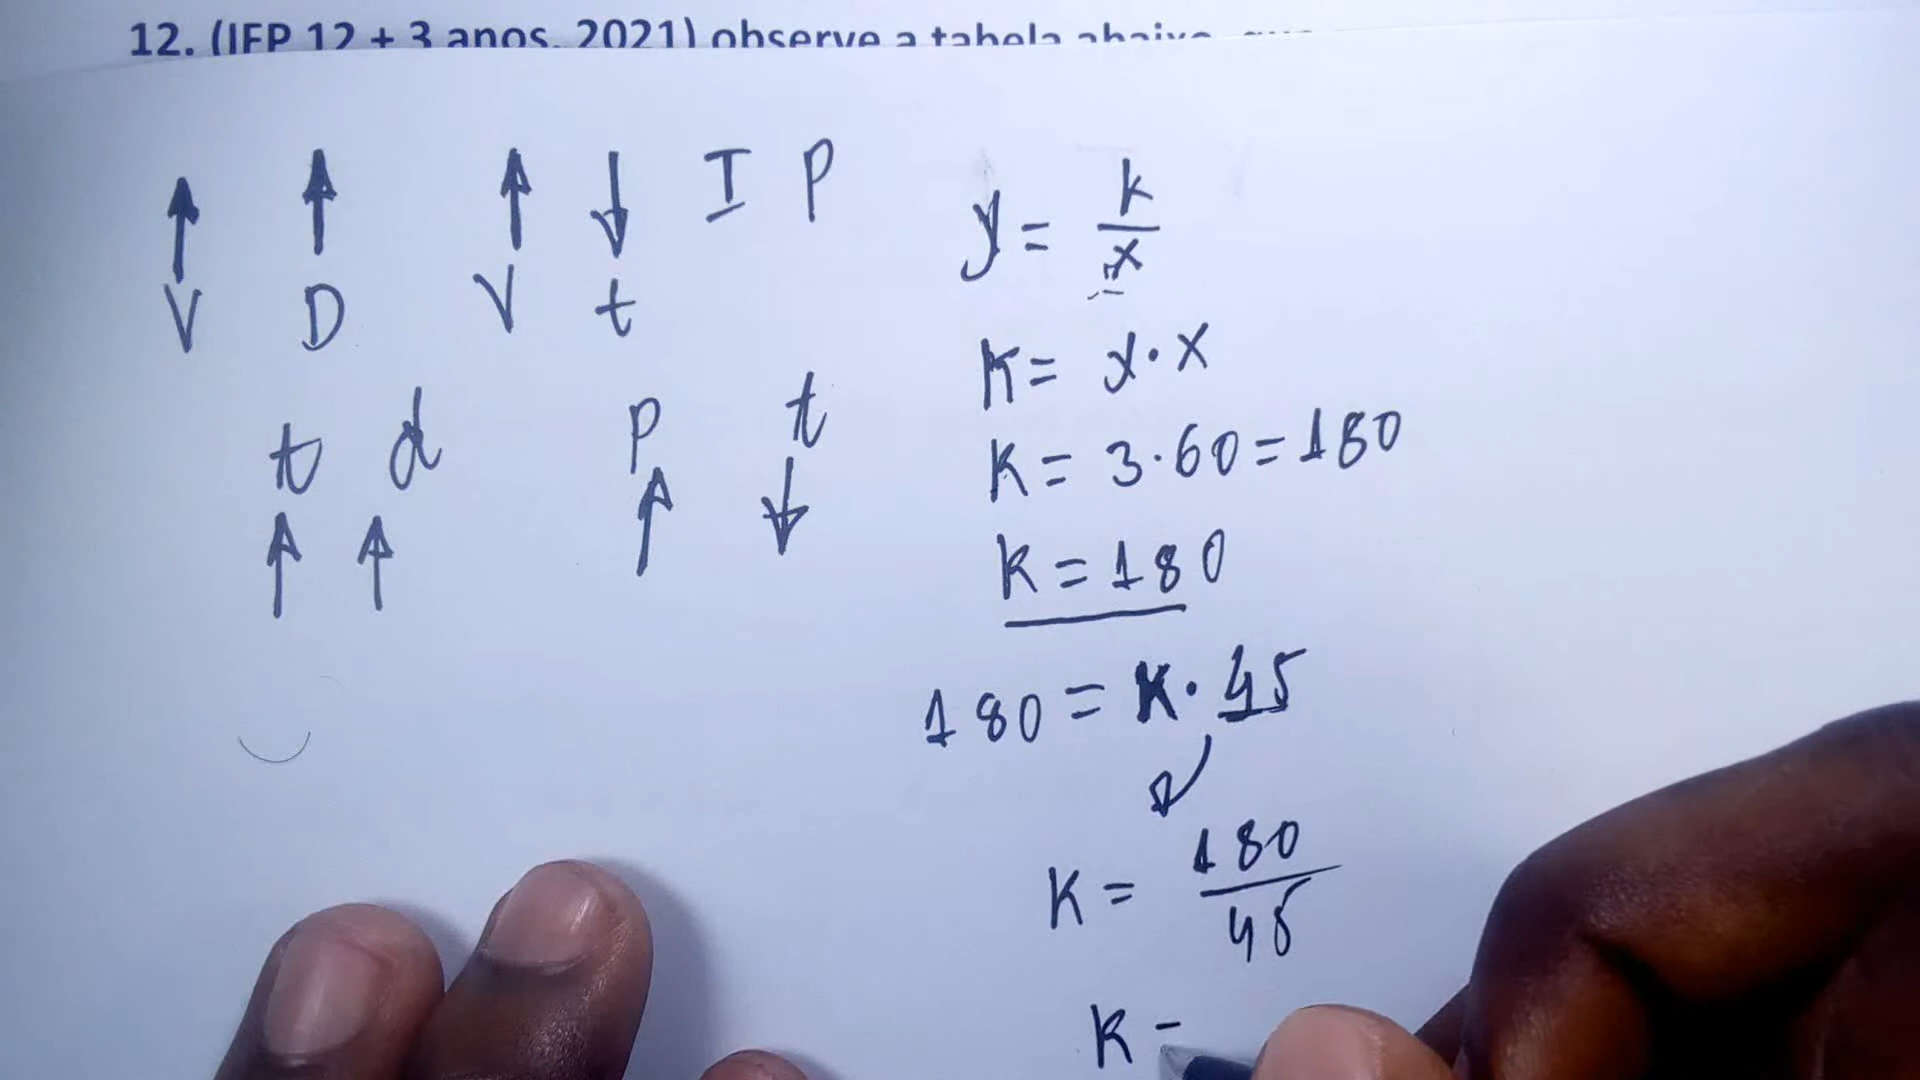 12. (IFP 12 + 3 anos, 2021) observe a tabela abaixo,
V D V t I P
t d P t
y = k/x
K = y · x
K = 3 · 60 = 180
K = 180
180 = K · 45
K = 180/45
K =